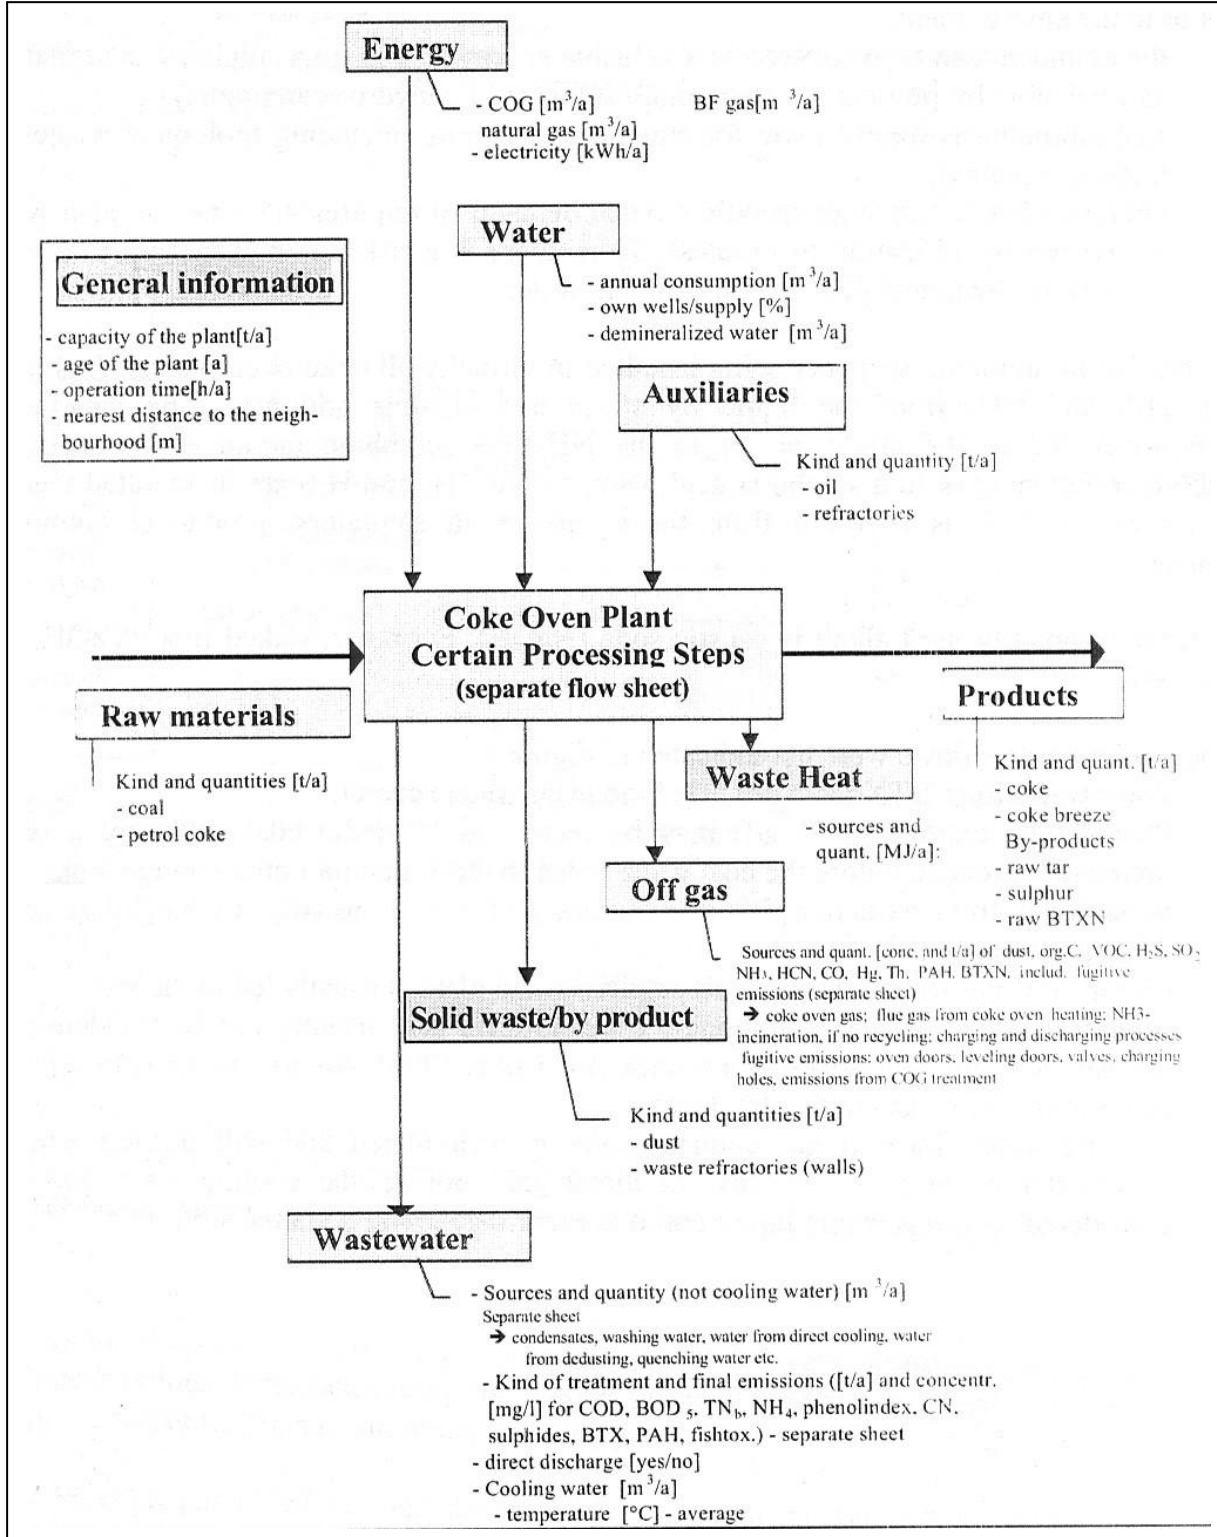 Energy
- COG [m³/a] BF gas[m ³/a]
natural gas [m³/a]
- electricity [kWh/a]
Water
- annual consumption [m³/a]
- own wells/supply [%]
- demineralized water [m³/a]
General information
- capacity of the plant[t/a]
- age of the plant [a]
- operation time[h/a]
- nearest distance to the neigh-
bourhood [m]
Auxiliaries
Kind and quantity [t/a]
- oil
- refractories
Coke Oven Plant
Certain Processing Steps
(separate flow sheet)
Raw materials
Kind and quantities [t/a]
- coal
- petrol coke
Products
Kind and quant. [t/a]
- coke
- coke breeze
By-products
- raw tar
- sulphur
- raw BTXN
Waste Heat
- sources and
quant. [MJ/a]:
Off gas
Sources and quant. [conc. and t/a] of dust, org.C, VOC, H₂S, SO₂
NH₃, HCN, CO, Hg, Th, PAH, BTXN, includ. fugitive
emissions (separate sheet)
➔ coke oven gas; flue gas from coke oven heating; NH3-
incineration, if no recycling; charging and discharging processes
fugitive emissions: oven doors, leveling doors, valves, charging
holes, emissions from COG treatment
Solid waste/by product
Kind and quantities [t/a]
- dust
- waste refractories (walls)
Wastewater
- Sources and quantity (not cooling water) [m ³/a]
Separate sheet
➔ condensates, washing water, water from direct cooling, water
from dedusting, quenching water etc.
- Kind of treatment and final emissions ([t/a] and concentr.
[mg/l] for COD, BOD ₅, TNb, NH₄, phenolindex, CN,
sulphides, BTX, PAH, fishtox.) - separate sheet
- direct discharge [yes/no]
- Cooling water [m³/a]
- temperature [°C] - average